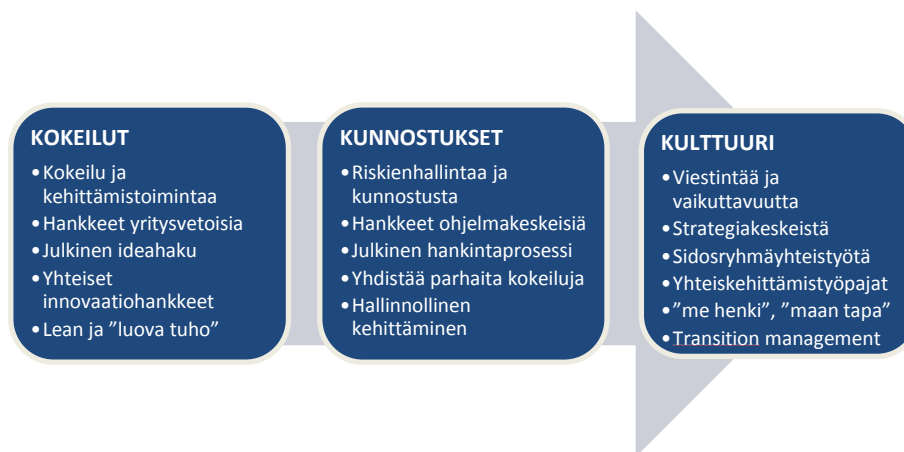 KOKEILUT
•Kokeilu ja
kehittämistoimintaa
•Hankkeet yritysvetoisia
•Julkinen ideahaku
•Yhteiset
innovaatiohankkeet
•Lean ja ”luova tuho”
KUNNOSTUKSET
•Riskienhallintaa ja
kunnostusta
•Hankkeet ohjelmakeskeisiä
•Julkinen hankintaprosessi
•Yhdistää parhaita kokeiluja
•Hallinnollinen
kehittäminen
KULTTUURI
•Viestintää ja
vaikuttavuutta
•Strategiakeskeistä
•Sidosryhmäyhteistyötä
•Yhteiskehittämistyöpajat
•”me henki”, ”maan tapa”
•Transition management